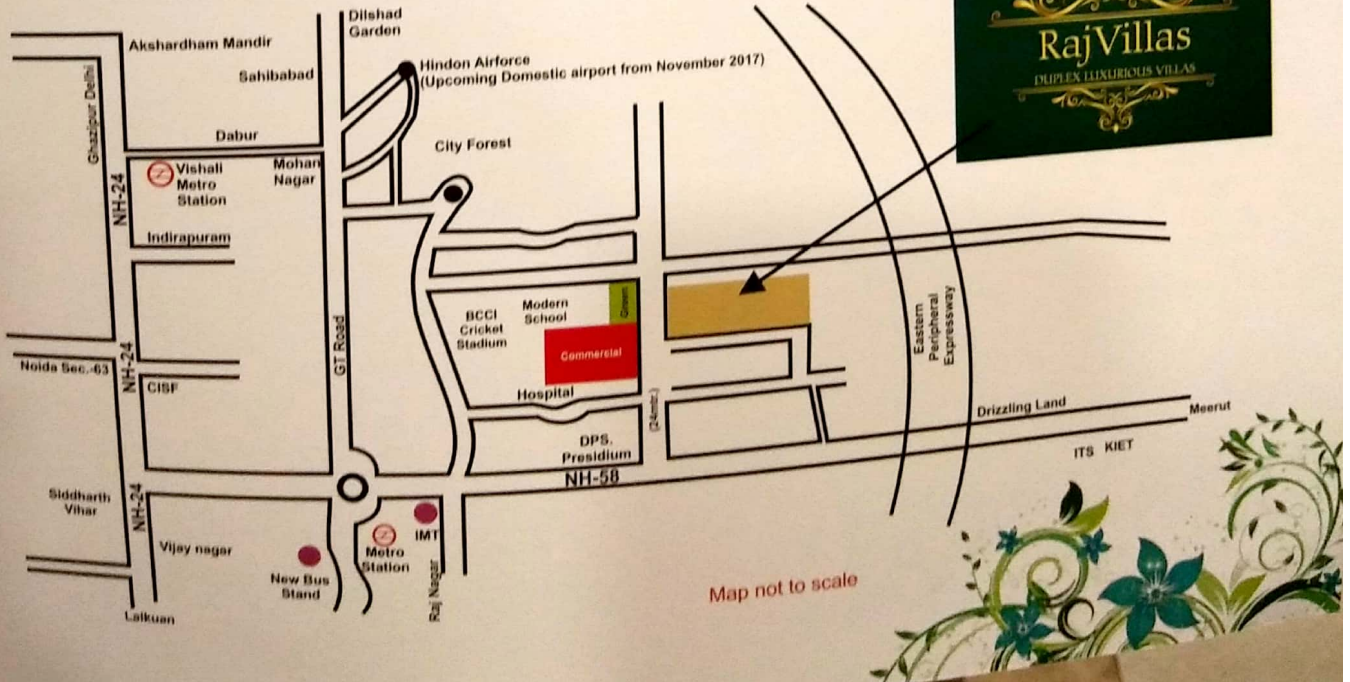 Dilshad
Garden
Akshardham Mandir
Sahibabad
Hindon Airforce
(Upcoming Domestic airport from November 2017)
RajVillas
DUPLEX LUXURIOUS VILLAS
Ghazipur Delhi
Dabur
City Forest
NH-24
Vishali
Metro
Station
Mohan
Nagar
Indirapuram
GT Road
BCCI
Cricket
Stadium
Modern
School
Green
Commercial
Hospital
Eastern
Peripheral
Expressway
Noida Sec.-63
NH-24
CISF
(24mtr.)
Drizzling Land
Meerut
DPS.
Presidium
ITS KIET
NH-58
Siddharth
Vihar
NH-24
Vijay nagar
New Bus
Stand
Metro
Station
IMT
Raj Nagar
Lalkuan
Map not to scale